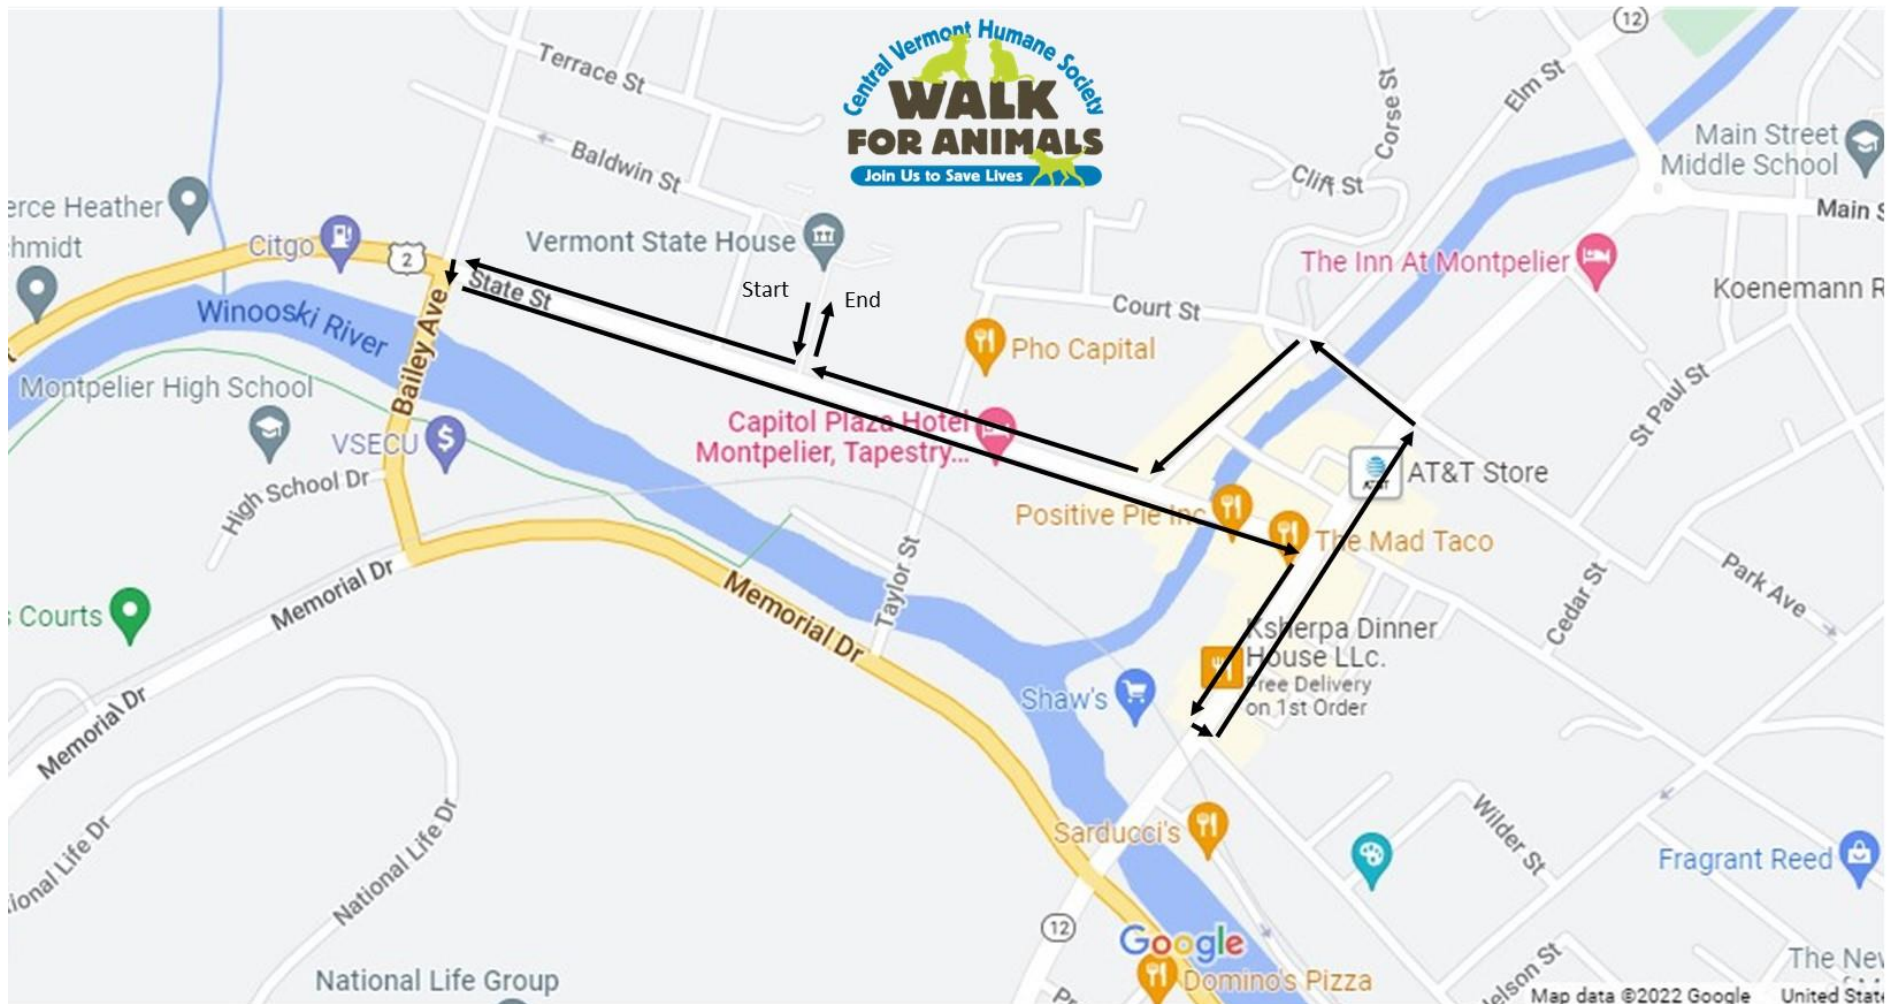 Central Vermont Humane Society
WALK
FOR ANIMALS
Join Us to Save Lives
12
Terrace St
Elm St
Corse St
Main Street
Middle School
Baldwin St
Cliff St
erce Heather
hmidt
Main S
Citgo
2
Vermont State House
The Inn At Montpelier
State St
Start
End
Court St
Koenemann R
Winooski River
Bailey Ave
Pho Capital
Montpelier High School
St Paul St
VSECU
$
Capitol Plaza Hotel
Montpelier, Tapestry...
AT&T Store
High School Dr
Positive Pie Inc
The Mad Taco
Taylor St
Memorial Dr
Memorial Dr
Park Ave
Cedar St
s Courts
Ksherpa Dinner
House LLc.
Free Delivery
on 1st Order
Shaw's
Memorial Dr
Sarducci's
Wilder St
Fragrant Reed
ional Life Dr
National Life Dr
12
Google
National Life Group
Domino's Pizza
elson St
The New
Map data ©2022 Google
United State